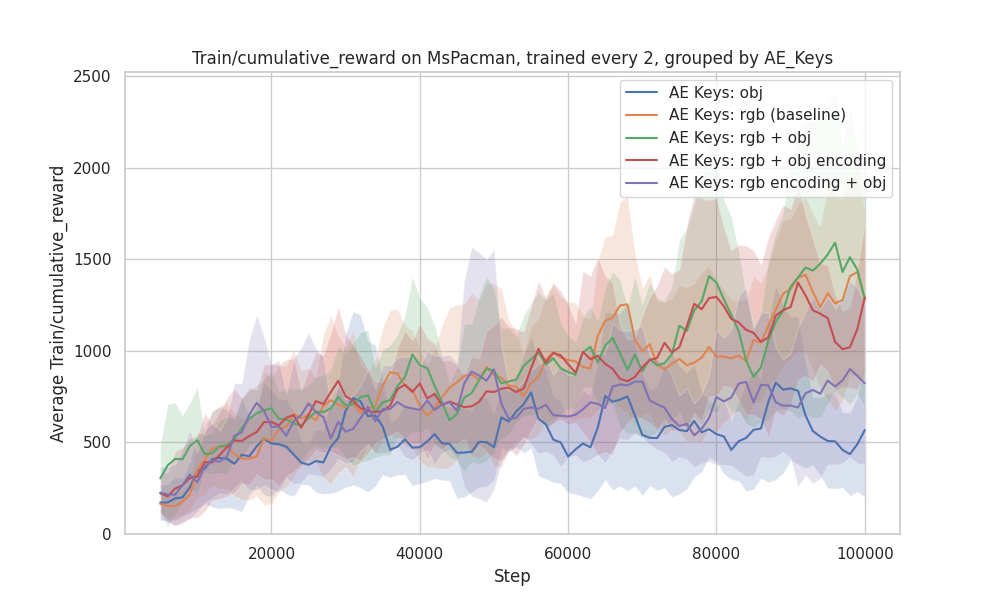 Train/cumulative_reward on MsPacman, trained every 2, grouped by AE_Keys
AE Keys: obj
AE Keys: rgb (baseline)
AE Keys: rgb + obj
AE Keys: rgb + obj encoding
AE Keys: rgb encoding + obj
Average Train/cumulative_reward
2500
2000
1500
1000
500
0
20000
40000
60000
80000
100000
Step